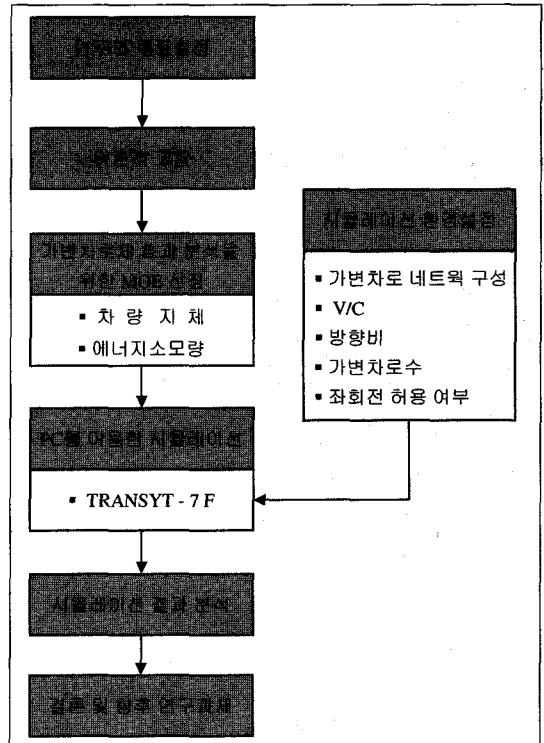 가변차로제 효과 분석을
위한 MOE 선정
▪ 차 량 지 체
▪ 에너지소모량
시뮬레이션 환경설정
▪ 가변차로 네트웍 구성
▪ V/C
▪ 방향비
▪ 가변차로수
▪ 좌회전 허용 여부
PC를 이용한 시뮬레이션
▪ TRANSYT - 7 F
시뮬레이션 결과 분석
결론 및 향후 연구과제